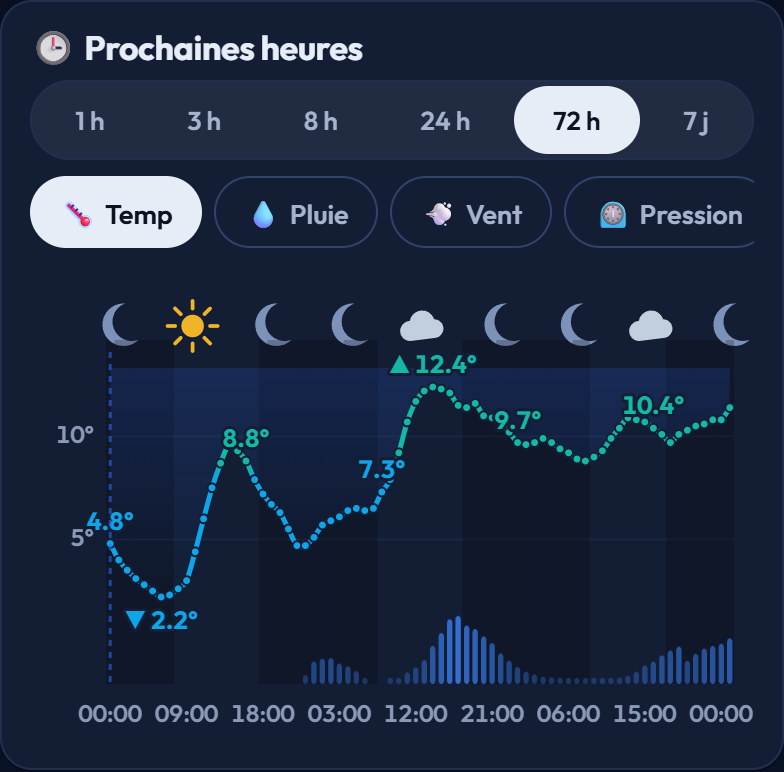 Prochaines heures
1 h 3 h 8 h 24 h 72 h 7 j
Temp Pluie Vent Pression
▲ 12.4°
10.4°
9.7°
10°
8.8°
7.3°
4.8°
5°
▼ 2.2°
00:00 09:00 18:00 03:00 12:00 21:00 06:00 15:00 00:00